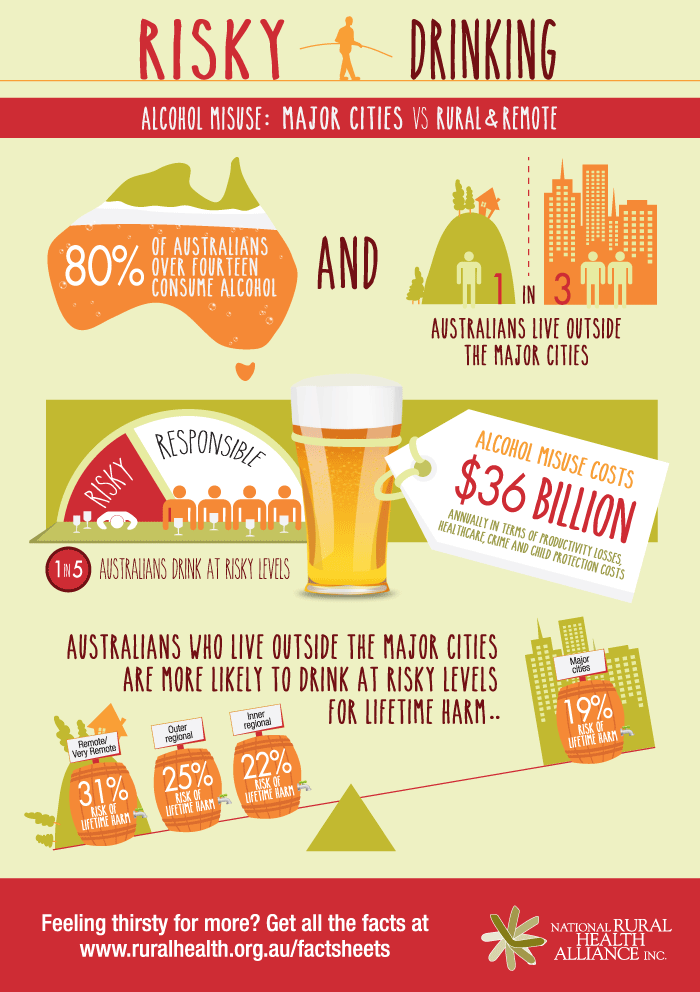 RISKY DRINKING
ALCOHOL MISUSE: MAJOR CITIES VS RURAL & REMOTE
80%
OF AUSTRALIANS
OVER FOURTEEN
CONSUME ALCOHOL
AND
1 IN 3
AUSTRALIANS LIVE OUTSIDE
THE MAJOR CITIES
RISKY
RESPONSIBLE
1 IN 5
AUSTRALIANS DRINK AT RISKY LEVELS
ALCOHOL MISUSE COSTS
$36 BILLION
ANNUALLY IN TERMS OF PRODUCTIVITY LOSSES,
HEALTHCARE, CRIME AND CHILD PROTECTION COSTS
AUSTRALIANS WHO LIVE OUTSIDE THE MAJOR CITIES
ARE MORE LIKELY TO DRINK AT RISKY LEVELS
FOR LIFETIME HARM..
Remote/
Very Remote
31%
RISK OF
LIFETIME HARM
Outer
regional
25%
RISK OF
LIFETIME HARM
Inner
regional
22%
RISK OF
LIFETIME HARM
Major
cities
19%
RISK OF
LIFETIME HARM
Feeling thirsty for more? Get all the facts at
www.ruralhealth.org.au/factsheets
NATIONAL RURAL
HEALTH
ALLIANCE INC.